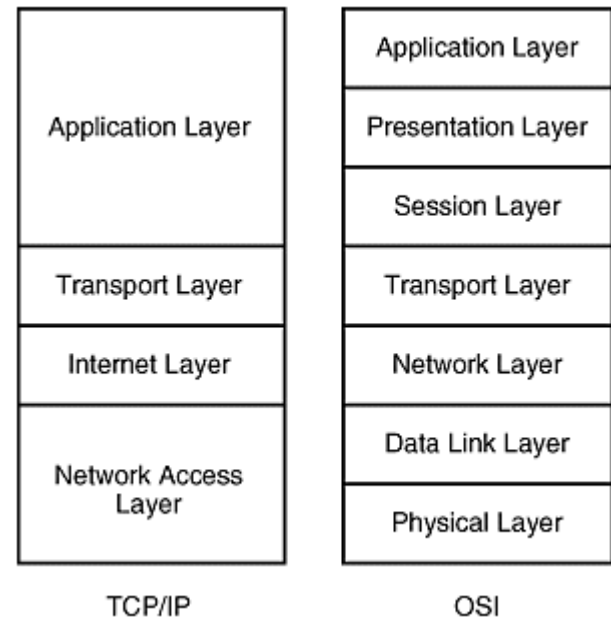 Application Layer
Transport Layer
Internet Layer
Network Access
Layer
TCP/IP
Application Layer
Presentation Layer
Session Layer
Transport Layer
Network Layer
Data Link Layer
Physical Layer
OSI